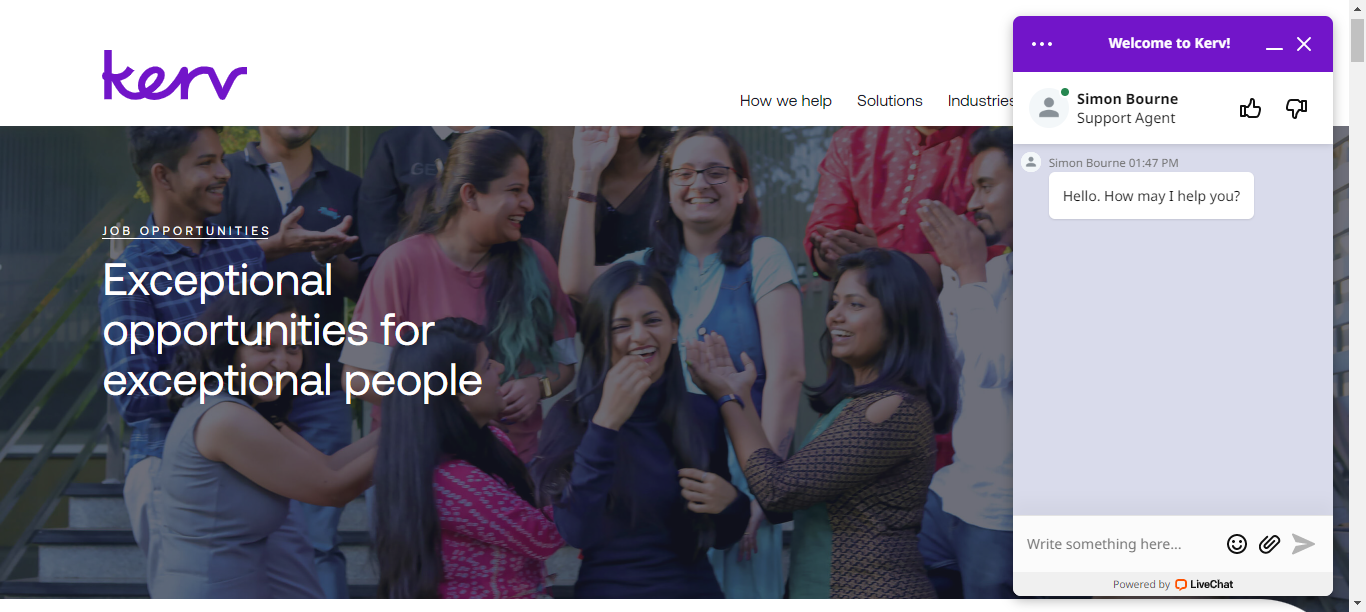 kerv
How we help
Solutions
Industries
JOB OPPORTUNITIES
Exceptional
opportunities for
exceptional people
Welcome to Kerv!
Simon Bourne
Support Agent
Simon Bourne 01:47 PM
Hello. How may I help you?
Write something here...
Powered by LiveChat